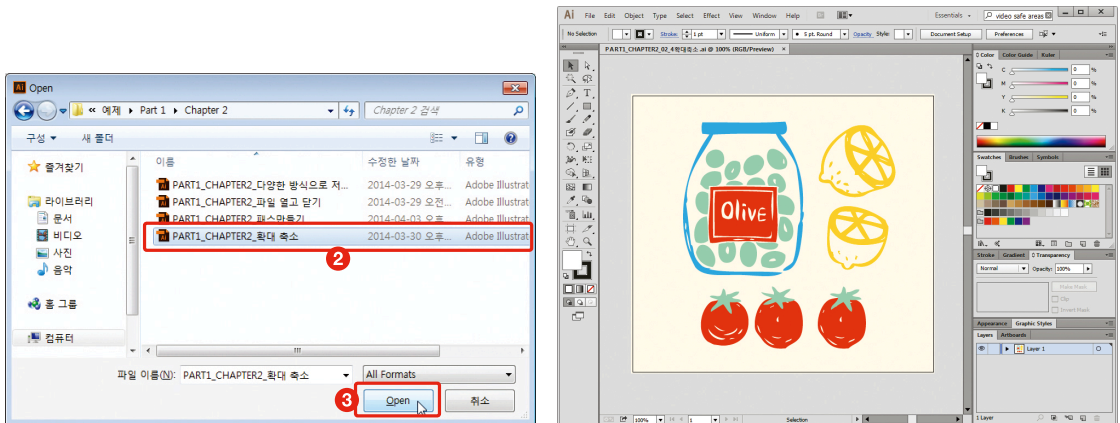 Open
« 예제 ▸ Part 1 ▸ Chapter 2
Chapter 2 검색
구성 새 폴더
즐겨찾기
라이브러리
문서
비디오
사진
음악
홈 그룹
컴퓨터
이름 수정한 날짜 유형
PART1_CHAPTER2_다양한 방식으로 저... 2014-03-29 오후... Adobe Illustrat
PART1_CHAPTER2_파일 열고 닫기 2014-03-29 오전... Adobe Illustrat
PART1_CHAPTER2_패스만들기 2014-04-03 오후... Adobe Illustrat
PART1_CHAPTER2_확대 축소 2014-03-30 오후... Adobe Illustrat
2
파일 이름(N): PART1_CHAPTER2_확대 축소 All Formats
3 Open 취소
Ai File Edit Object Type Select Effect View Window Help Essentials video safe areas
No Selection Stroke: 1 pt Uniform 5 pt. Round Opacity Style: Document Setup Preferences
PART1_CHAPTER2_02_4확대축소.ai @ 100% (RGB/Preview) ×
Olive
Color Color Guide Kuler
C 0 %
M 0 %
Y 0 %
K 0 %
Swatches Brushes Symbols
Stroke Gradient Transparency
Normal Opacity: 100%
Make Mask
Clip
Invert Mask
Appearance Graphic Styles
Layers Artboards
Layer 1
1 Layer
100% 1 Selection